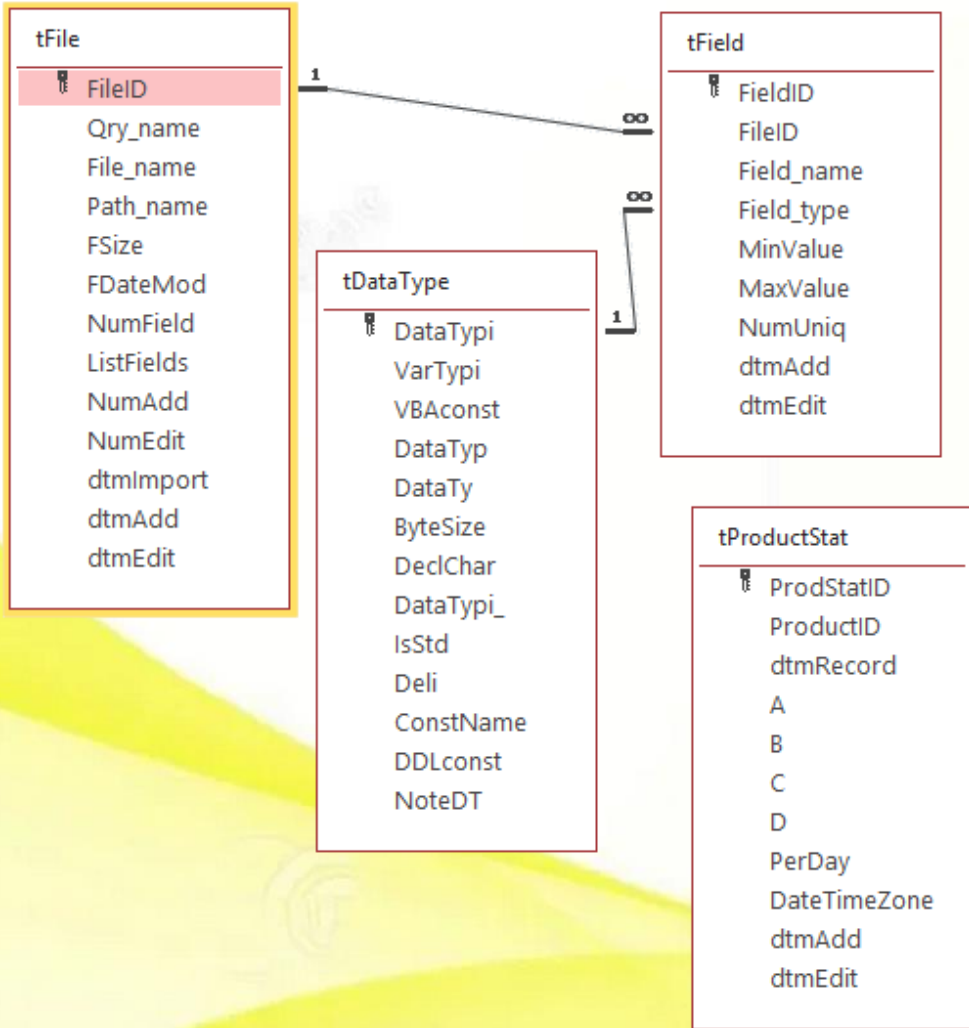 tFile
FileID
Qry_name
File_name
Path_name
FSize
FDateMod
NumField
ListFields
NumAdd
NumEdit
dtmImport
dtmAdd
dtmEdit
1
∞
tField
FieldID
FileID
Field_name
Field_type
MinValue
MaxValue
NumUniq
dtmAdd
dtmEdit
∞
1
tDataType
DataTypi
VarTypi
VBAconst
DataTyp
DataTy
ByteSize
DeclChar
DataTypi_
IsStd
Deli
ConstName
DDLconst
NoteDT
tProductStat
ProdStatID
ProductID
dtmRecord
A
B
C
D
PerDay
DateTimeZone
dtmAdd
dtmEdit